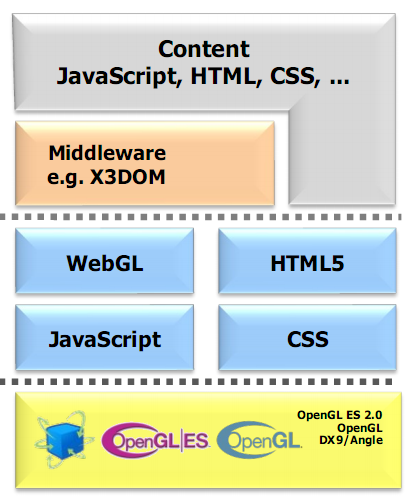 Content
JavaScript, HTML, CSS, ...
Middleware
e.g. X3DOM
WebGL
HTML5
JavaScript
CSS
OpenGL|ES
OpenGL
OpenGL ES 2.0
OpenGL
DX9/Angle